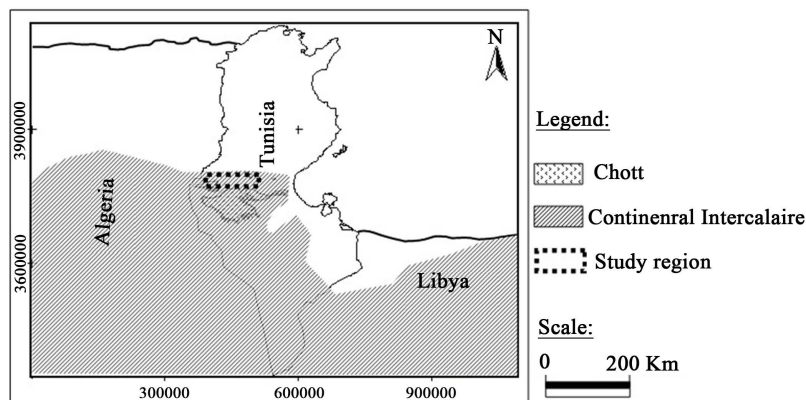 N
3900000
3600000
Algeria
Tunisia
Libya
300000
600000
900000
Legend:
Chott
Continenral Intercalaire
Study region
Scale:
0 200 Km